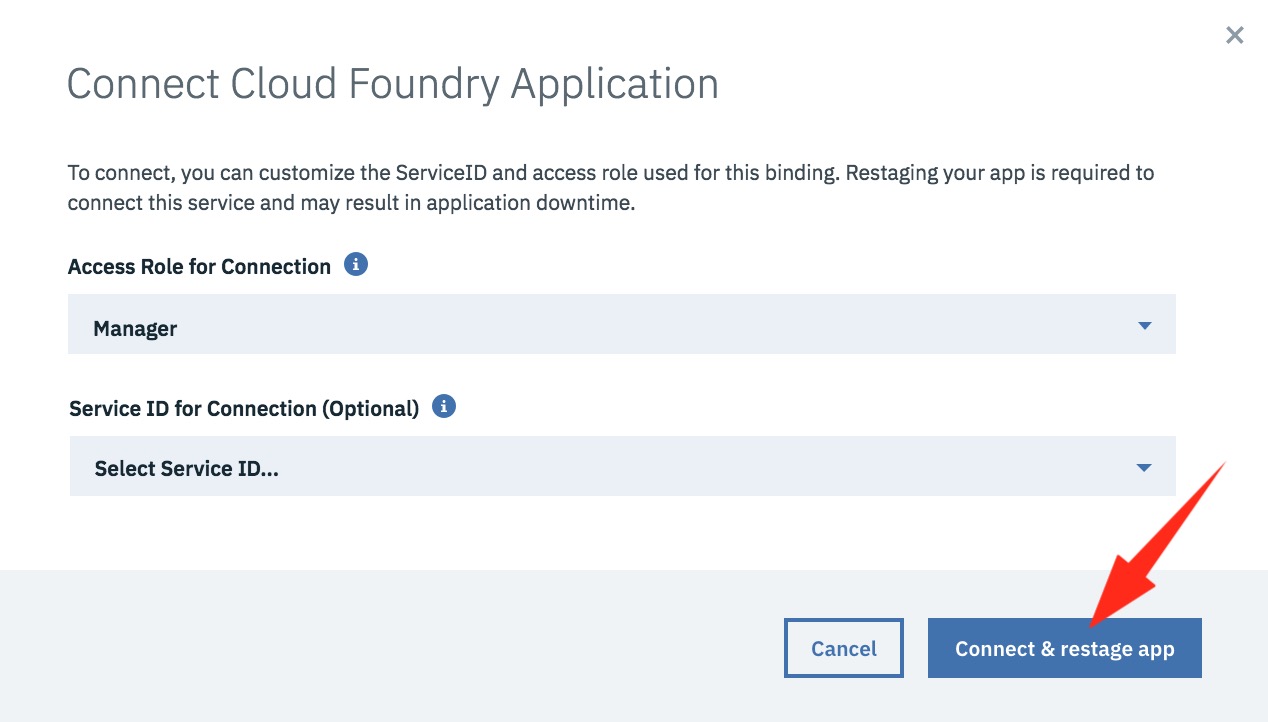 Connect Cloud Foundry Application
To connect, you can customize the ServiceID and access role used for this binding. Restaging your app is required to
connect this service and may result in application downtime.
Access Role for Connection
Manager
Service ID for Connection (Optional)
Select Service ID...
Cancel
Connect & restage app